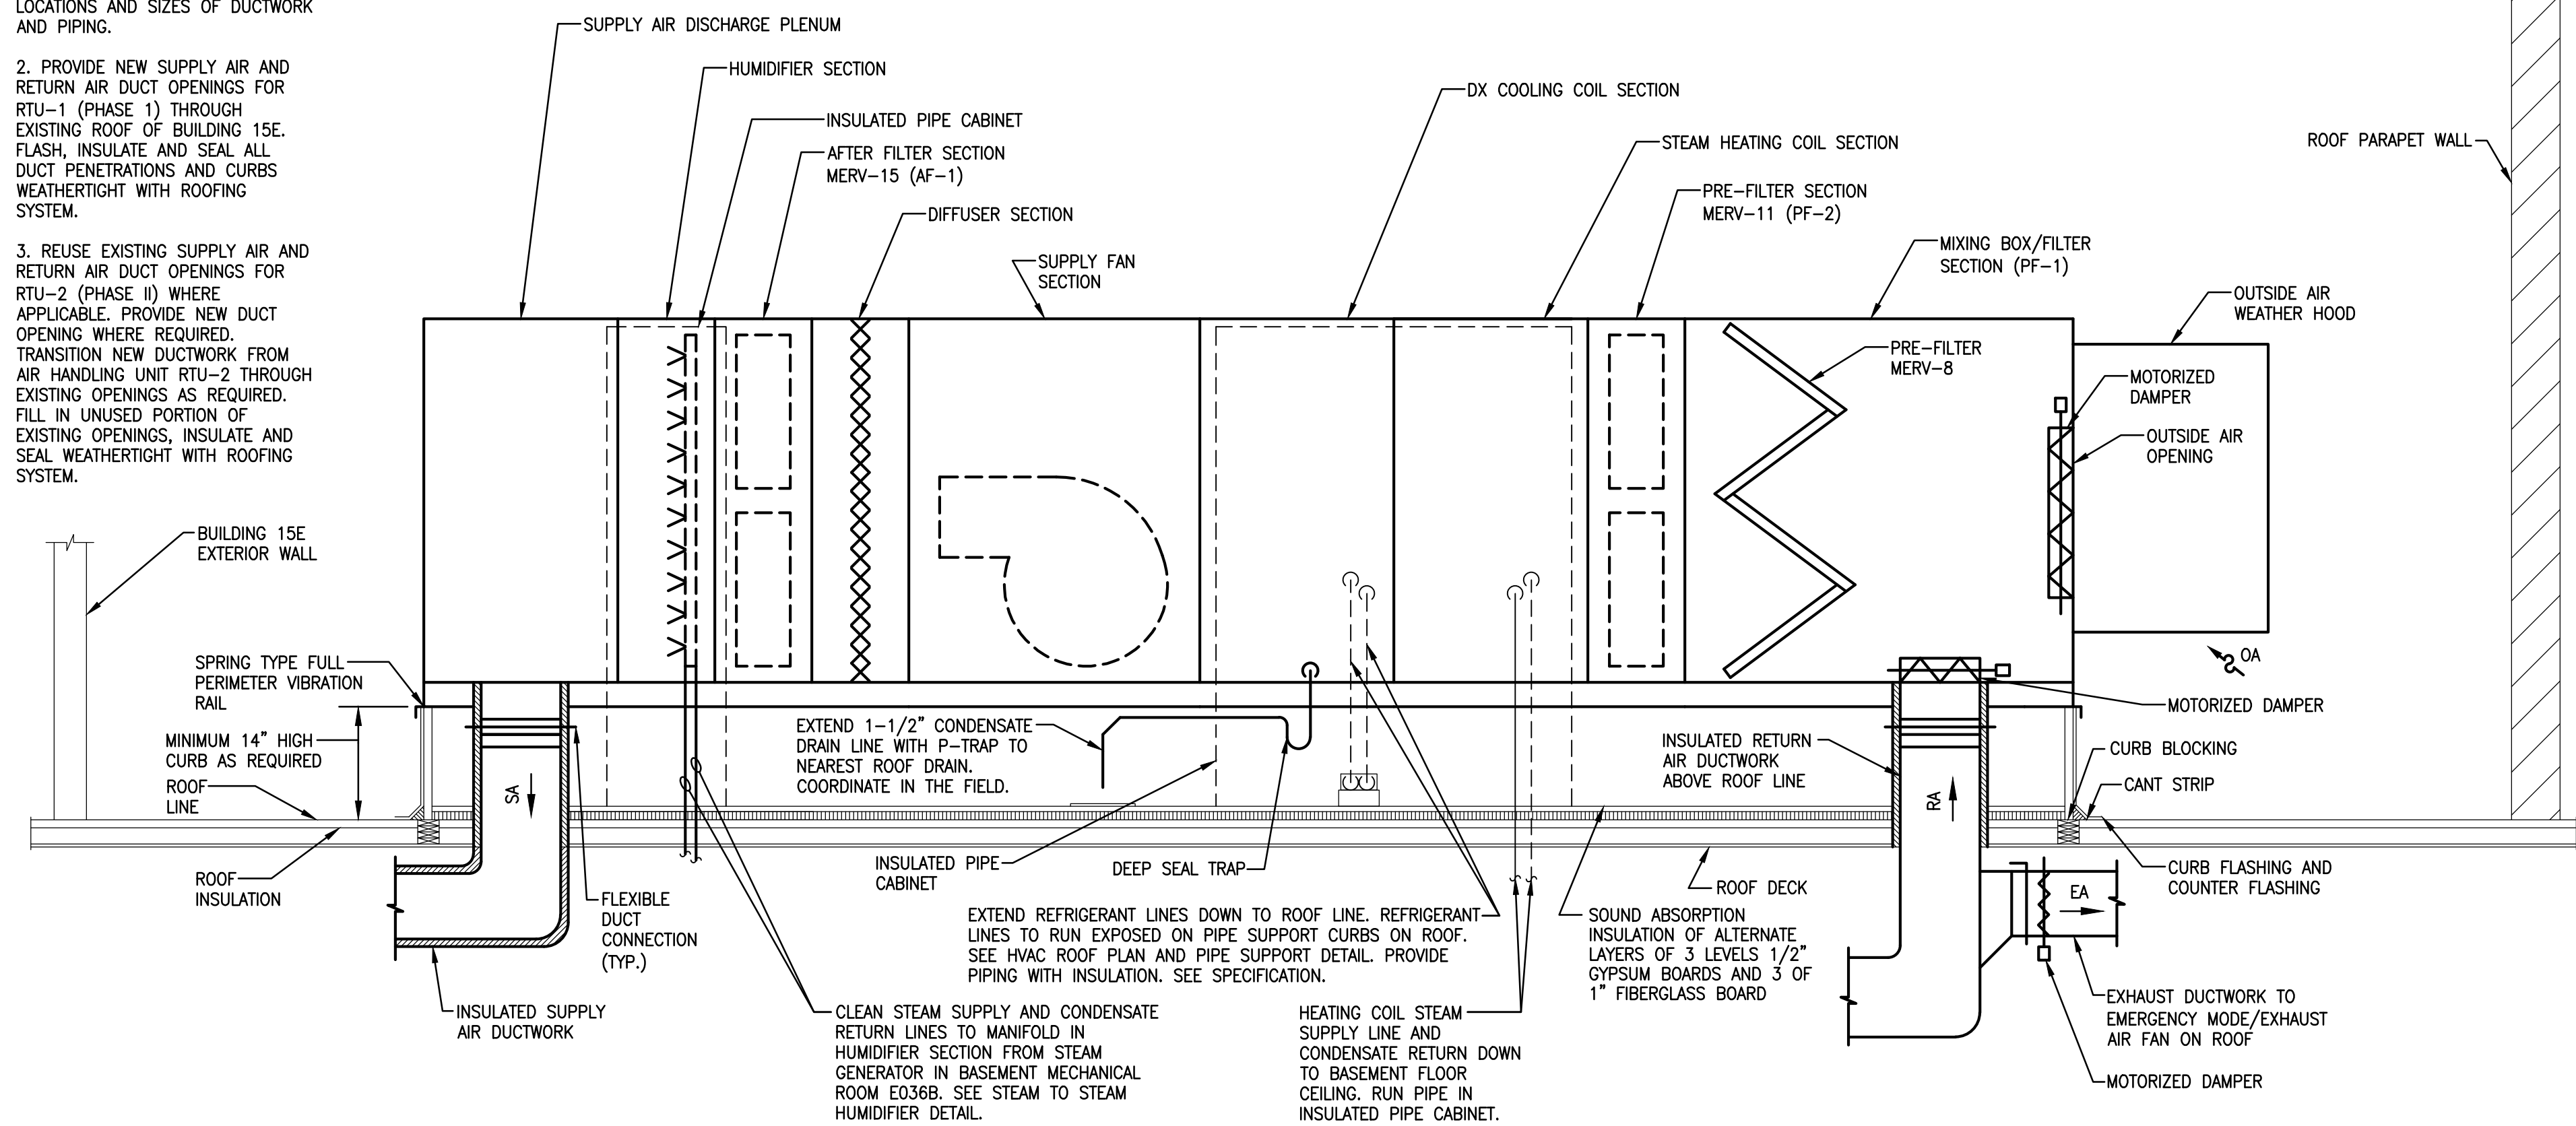 LOCATIONS AND SIZES OF DUCTWORK
AND PIPING.
2. PROVIDE NEW SUPPLY AIR AND
RETURN AIR DUCT OPENINGS FOR
RTU-1 (PHASE 1) THROUGH
EXISTING ROOF OF BUILDING 15E.
FLASH, INSULATE AND SEAL ALL
DUCT PENETRATIONS AND CURBS
WEATHERTIGHT WITH ROOFING
SYSTEM.
3. REUSE EXISTING SUPPLY AIR AND
RETURN AIR DUCT OPENINGS FOR
RTU-2 (PHASE II) WHERE
APPLICABLE. PROVIDE NEW DUCT
OPENING WHERE REQUIRED.
TRANSITION NEW DUCTWORK FROM
AIR HANDLING UNIT RTU-2 THROUGH
EXISTING OPENINGS AS REQUIRED.
FILL IN UNUSED PORTION OF
EXISTING OPENINGS, INSULATE AND
SEAL WEATHERTIGHT WITH ROOFING
SYSTEM.
SUPPLY AIR DISCHARGE PLENUM
HUMIDIFIER SECTION
INSULATED PIPE CABINET
AFTER FILTER SECTION
MERV-15 (AF-1)
DIFFUSER SECTION
SUPPLY FAN
SECTION
DX COOLING COIL SECTION
STEAM HEATING COIL SECTION
PRE-FILTER SECTION
MERV-11 (PF-2)
MIXING BOX/FILTER
SECTION (PF-1)
ROOF PARAPET WALL
OUTSIDE AIR
WEATHER HOOD
PRE-FILTER
MERV-8
MOTORIZED
DAMPER
OUTSIDE AIR
OPENING
BUILDING 15E
EXTERIOR WALL
SPRING TYPE FULL
PERIMETER VIBRATION
RAIL
MINIMUM 14" HIGH
CURB AS REQUIRED
ROOF
LINE
ROOF
INSULATION
SA
EXTEND 1-1/2" CONDENSATE
DRAIN LINE WITH P-TRAP TO
NEAREST ROOF DRAIN.
COORDINATE IN THE FIELD.
INSULATED RETURN
AIR DUCTWORK
ABOVE ROOF LINE
RA
OA
MOTORIZED DAMPER
CURB BLOCKING
CANT STRIP
CURB FLASHING AND
COUNTER FLASHING
EA
INSULATED PIPE
CABINET
DEEP SEAL TRAP
ROOF DECK
FLEXIBLE
DUCT
CONNECTION
(TYP.)
EXTEND REFRIGERANT LINES DOWN TO ROOF LINE. REFRIGERANT
LINES TO RUN EXPOSED ON PIPE SUPPORT CURBS ON ROOF.
SEE HVAC ROOF PLAN AND PIPE SUPPORT DETAIL. PROVIDE
PIPING WITH INSULATION. SEE SPECIFICATION.
SOUND ABSORPTION
INSULATION OF ALTERNATE
LAYERS OF 3 LEVELS 1/2"
GYPSUM BOARDS AND 3 OF
1" FIBERGLASS BOARD
INSULATED SUPPLY
AIR DUCTWORK
CLEAN STEAM SUPPLY AND CONDENSATE
RETURN LINES TO MANIFOLD IN
HUMIDIFIER SECTION FROM STEAM
GENERATOR IN BASEMENT MECHANICAL
ROOM E036B. SEE STEAM TO STEAM
HUMIDIFIER DETAIL.
HEATING COIL STEAM
SUPPLY LINE AND
CONDENSATE RETURN DOWN
TO BASEMENT FLOOR
CEILING. RUN PIPE IN
INSULATED PIPE CABINET.
EXHAUST DUCTWORK TO
EMERGENCY MODE/EXHAUST
AIR FAN ON ROOF
MOTORIZED DAMPER